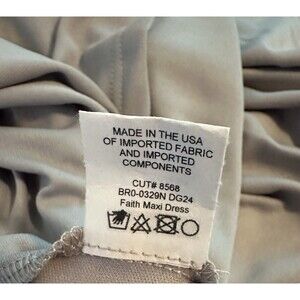 MADE IN THE USA
OF IMPORTED FABRIC
AND IMPORTED
COMPONENTS
CUT# 8568
BR0-0329N DG24
Faith Maxi Dress